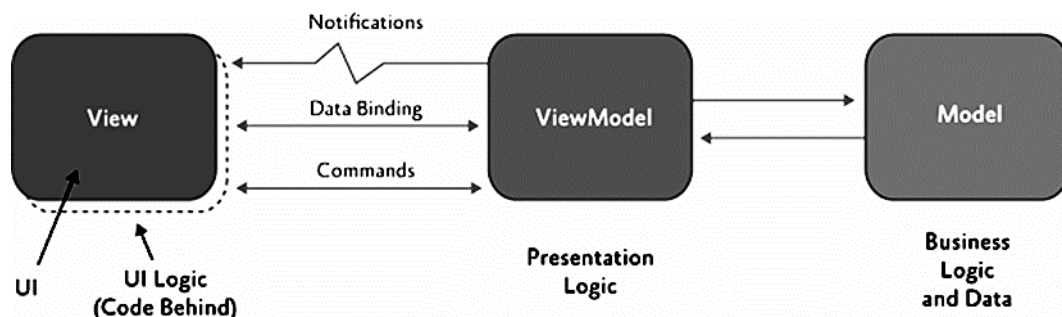 Notifications
View
Data Binding
ViewModel
Model
Commands
UI
UI Logic
(Code Behind)
Presentation
Logic
Business
Logic
and Data